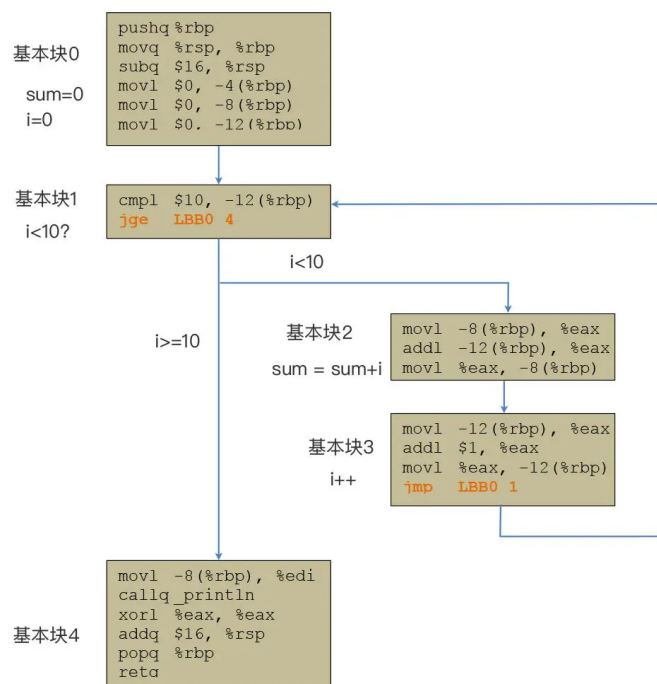 基本块0
sum=0
i=0
pushq %rbp
movq %rsp, %rbp
subq $16, %rsp
movl $0, -4(%rbp)
movl $0, -8(%rbp)
movl $0, -12(%rbp)
基本块1
i<10?
cmpl $10, -12(%rbp)
jge LBB0 4
i<10
i>=10
基本块2
sum = sum+i
movl -8(%rbp), %eax
addl -12(%rbp), %eax
movl %eax, -8(%rbp)
基本块3
i++
movl -12(%rbp), %eax
addl $1, %eax
movl %eax, -12(%rbp)
jmp LBB0 1
基本块4
movl -8(%rbp), %edi
callq _println
xorl %eax, %eax
addq $16, %rsp
popq %rbp
retq